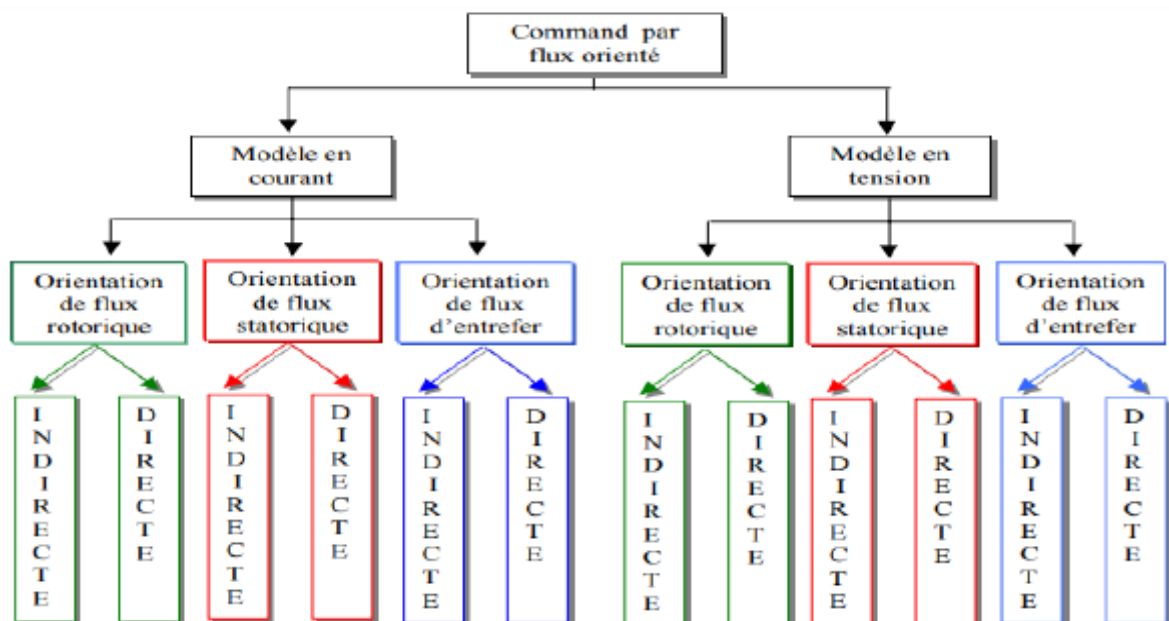 Command par
flux orienté
Modèle en
courant
Modèle en
tension
Orientation
de flux
rotorique
Orientation
de flux
statorique
Orientation
de flux
d'entrefer
Orientation
de flux
rotorique
Orientation
de flux
statorique
Orientation
de flux
d'entrefer
INDIRECTE
DIRECTE
INDIRECTE
DIRECTE
INDIRECTE
DIRECTE
INDIRECTE
DIRECTE
INDIRECTE
DIRECTE
INDIRECTE
DIRECTE